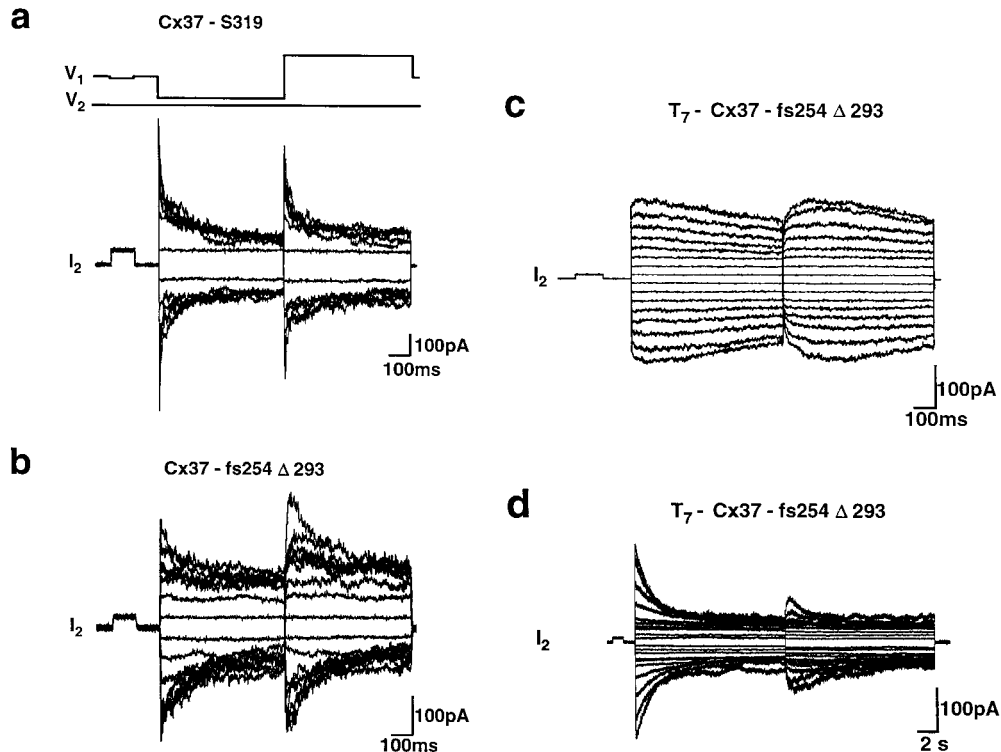 a
Cx37 - S319
V1
V2
I2
100pA
100ms
b
Cx37 - fs254 Δ 293
I2
100pA
100ms
c
T7 - Cx37 - fs254 Δ 293
I2
100pA
100ms
d
T7 - Cx37 - fs254 Δ 293
I2
100pA
2 s